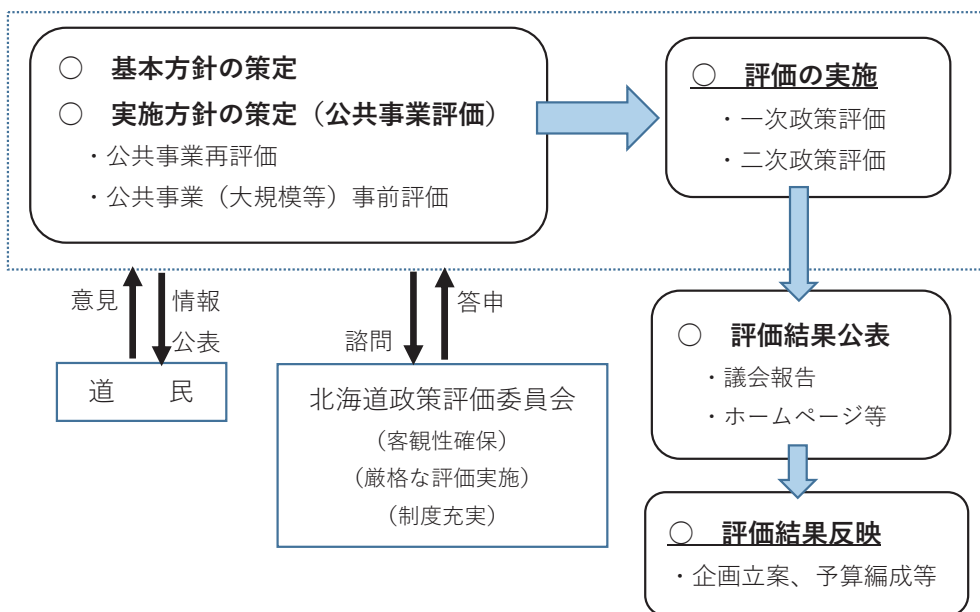 ○　基本方針の策定
○　実施方針の策定（公共事業評価）
・公共事業再評価
・公共事業（大規模等）事前評価
○　評価の実施
・一次政策評価
・二次政策評価
意見
情報
公表
道　　民
諮問
答申
北海道政策評価委員会
（客観性確保）
（厳格な評価実施）
（制度充実）
○　評価結果公表
・議会報告
・ホームページ等
○　評価結果反映
・企画立案、予算編成等